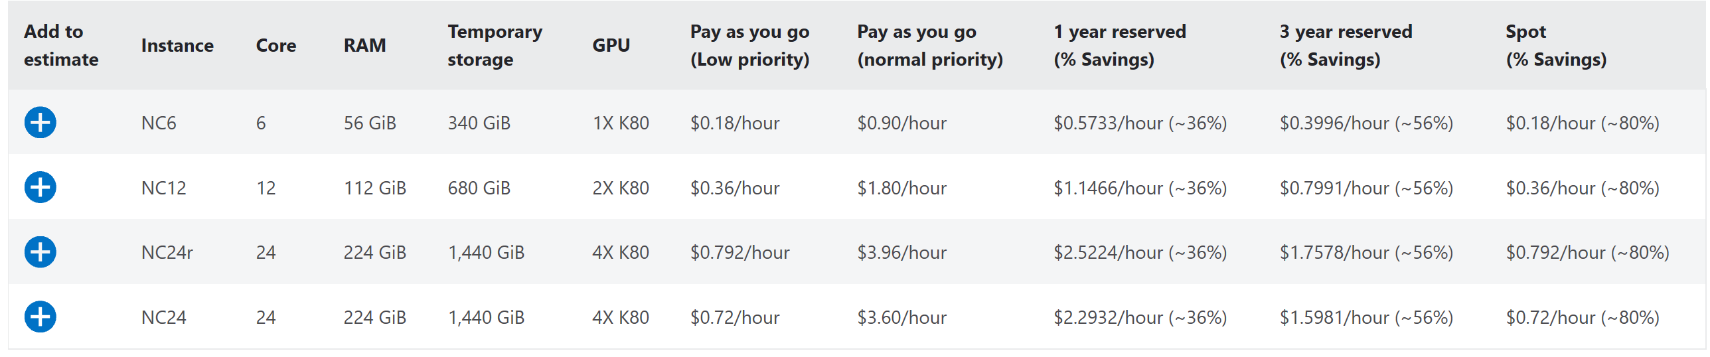 Add to estimate Instance Core RAM Temporary storage GPU Pay as you go (Low priority) Pay as you go (normal priority) 1 year reserved (% Savings) 3 year reserved (% Savings) Spot (% Savings)
NC6 6 56 GiB 340 GiB 1X K80 $0.18/hour $0.90/hour $0.5733/hour (~36%) $0.3996/hour (~56%) $0.18/hour (~80%)
NC12 12 112 GiB 680 GiB 2X K80 $0.36/hour $1.80/hour $1.1466/hour (~36%) $0.7991/hour (~56%) $0.36/hour (~80%)
NC24r 24 224 GiB 1,440 GiB 4X K80 $0.792/hour $3.96/hour $2.5224/hour (~36%) $1.7578/hour (~56%) $0.792/hour (~80%)
NC24 24 224 GiB 1,440 GiB 4X K80 $0.72/hour $3.60/hour $2.2932/hour (~36%) $1.5981/hour (~56%) $0.72/hour (~80%)